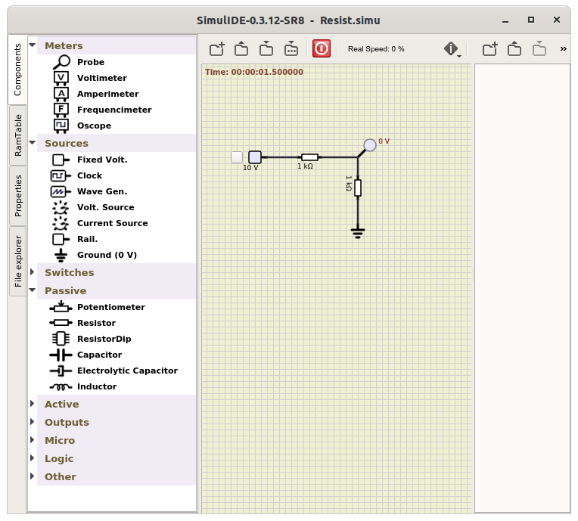 SimulIDE-0.3.12-SR8 - Resist.simu
Components
RamTable
Properties
File explorer
Meters
Probe
V Voltimeter
A Amperimeter
F Frequencimeter
Oscope
Sources
Fixed Volt.
Clock
Wave Gen.
Volt. Source
Current Source
Rail.
Ground (0 V)
Switches
Passive
Potentiometer
Resistor
ResistorDip
Capacitor
Electrolytic Capacitor
Inductor
Active
Outputs
Micro
Logic
Other
Real Speed: 0 %
»
Time: 00:00:01.500000
0 V
10 V
1 kΩ
1 kΩ